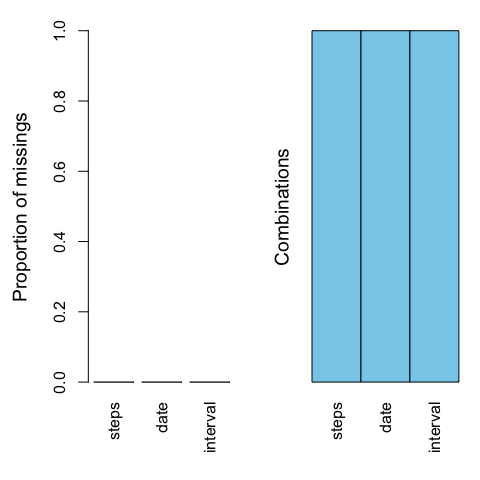 Proportion of missings
1.0
0.8
0.6
0.4
0.2
0.0
steps
date
interval
Combinations
steps
date
interval